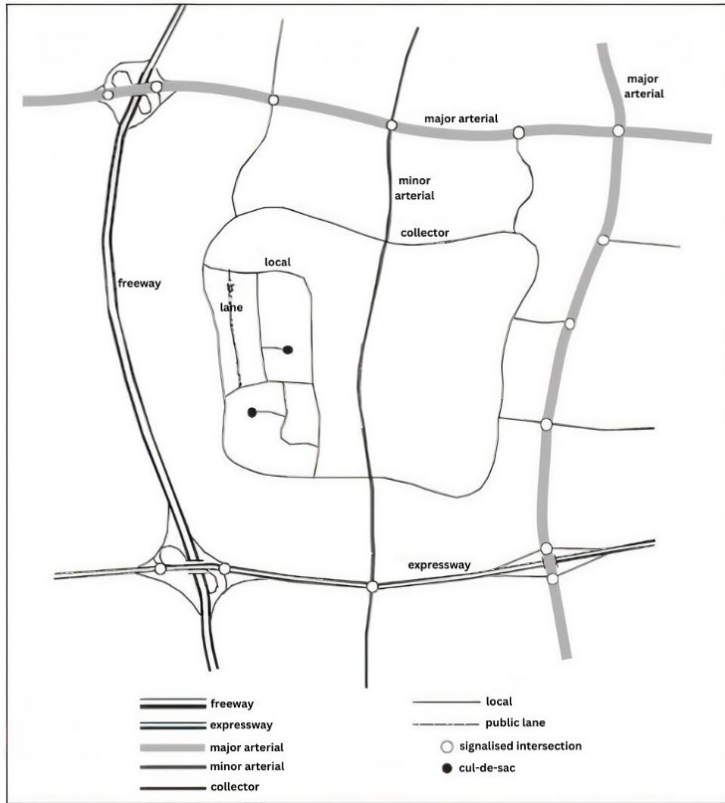 major
arterial
major arterial
minor
arterial
collector
local
freeway
lane
expressway
freeway
expressway
major arterial
minor arterial
collector
local
public lane
signalised intersection
cul-de-sac